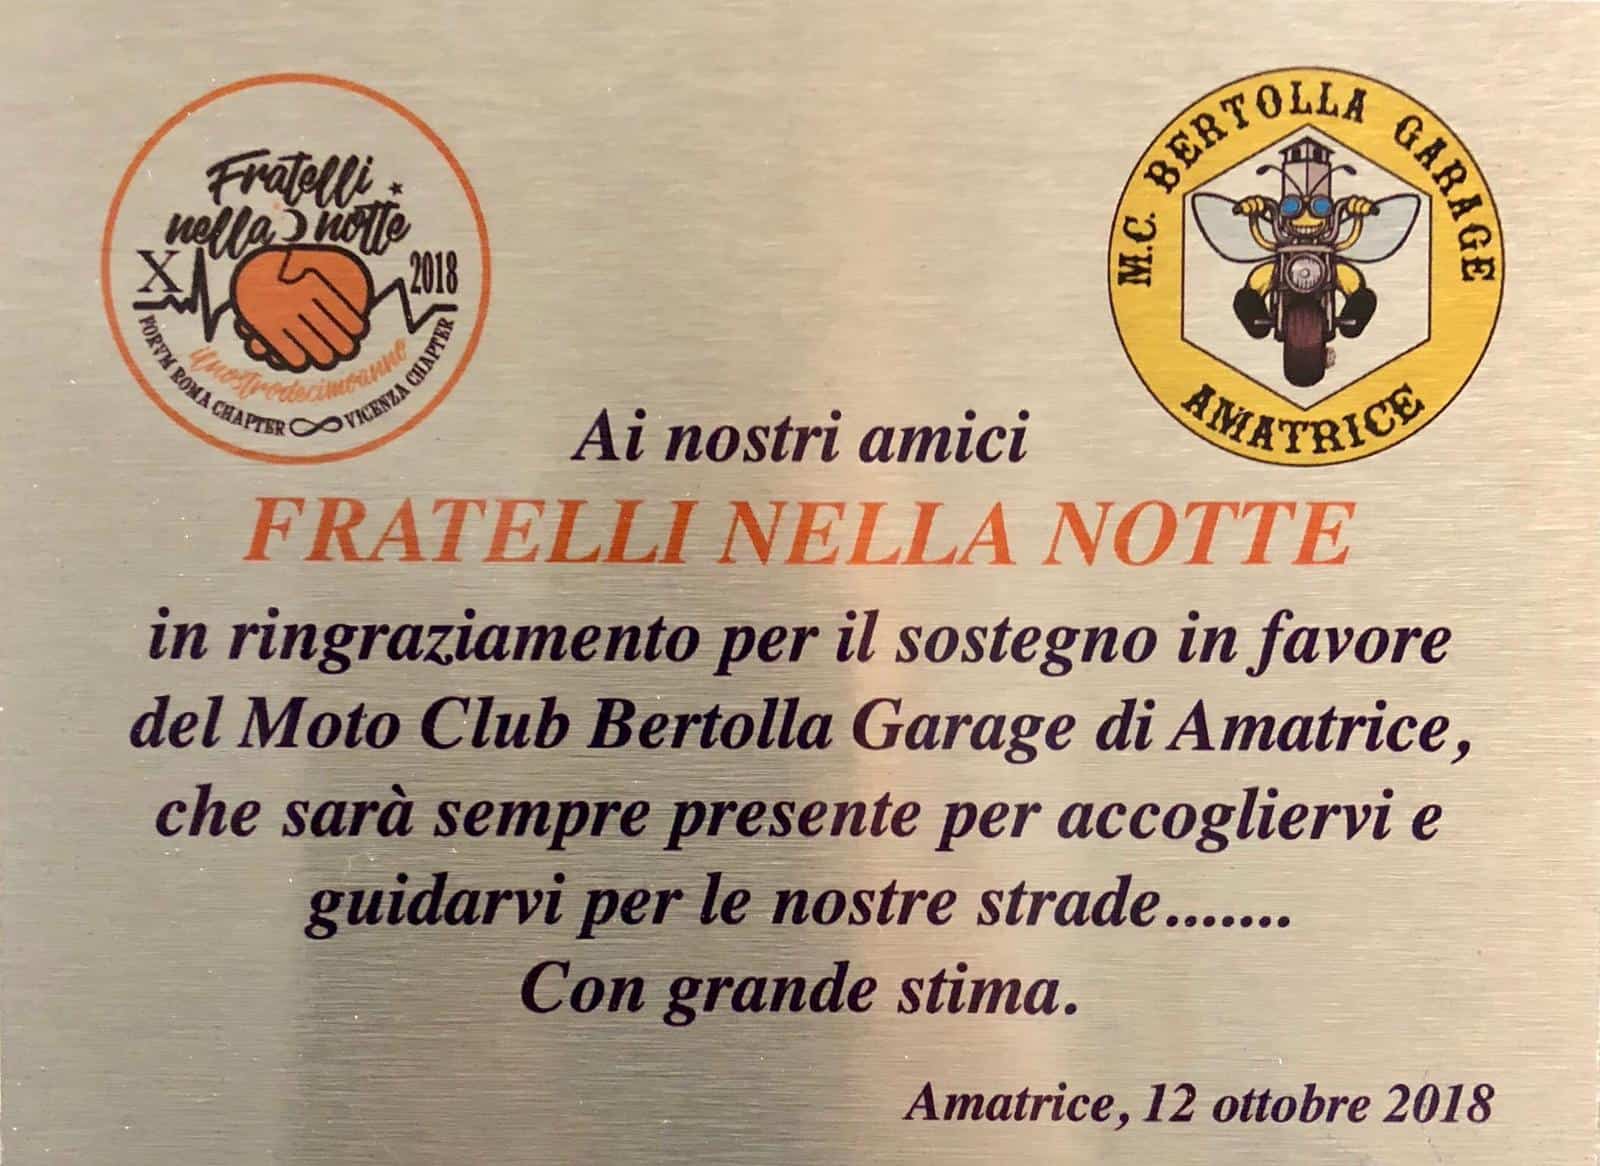 Fratelli
nella notte
X
2018
ilnostrodecimoanno
FORVM ROMA CHAPTER ∞ VICENZA CHAPTER
M.C. BERTOLLA GARAGE
AMATRICE
Ai nostri amici
FRATELLI NELLA NOTTE
in ringraziamento per il sostegno in favore
del Moto Club Bertolla Garage di Amatrice,
che sarà sempre presente per accogliervi e
guidarvi per le nostre strade.......
Con grande stima.
Amatrice, 12 ottobre 2018